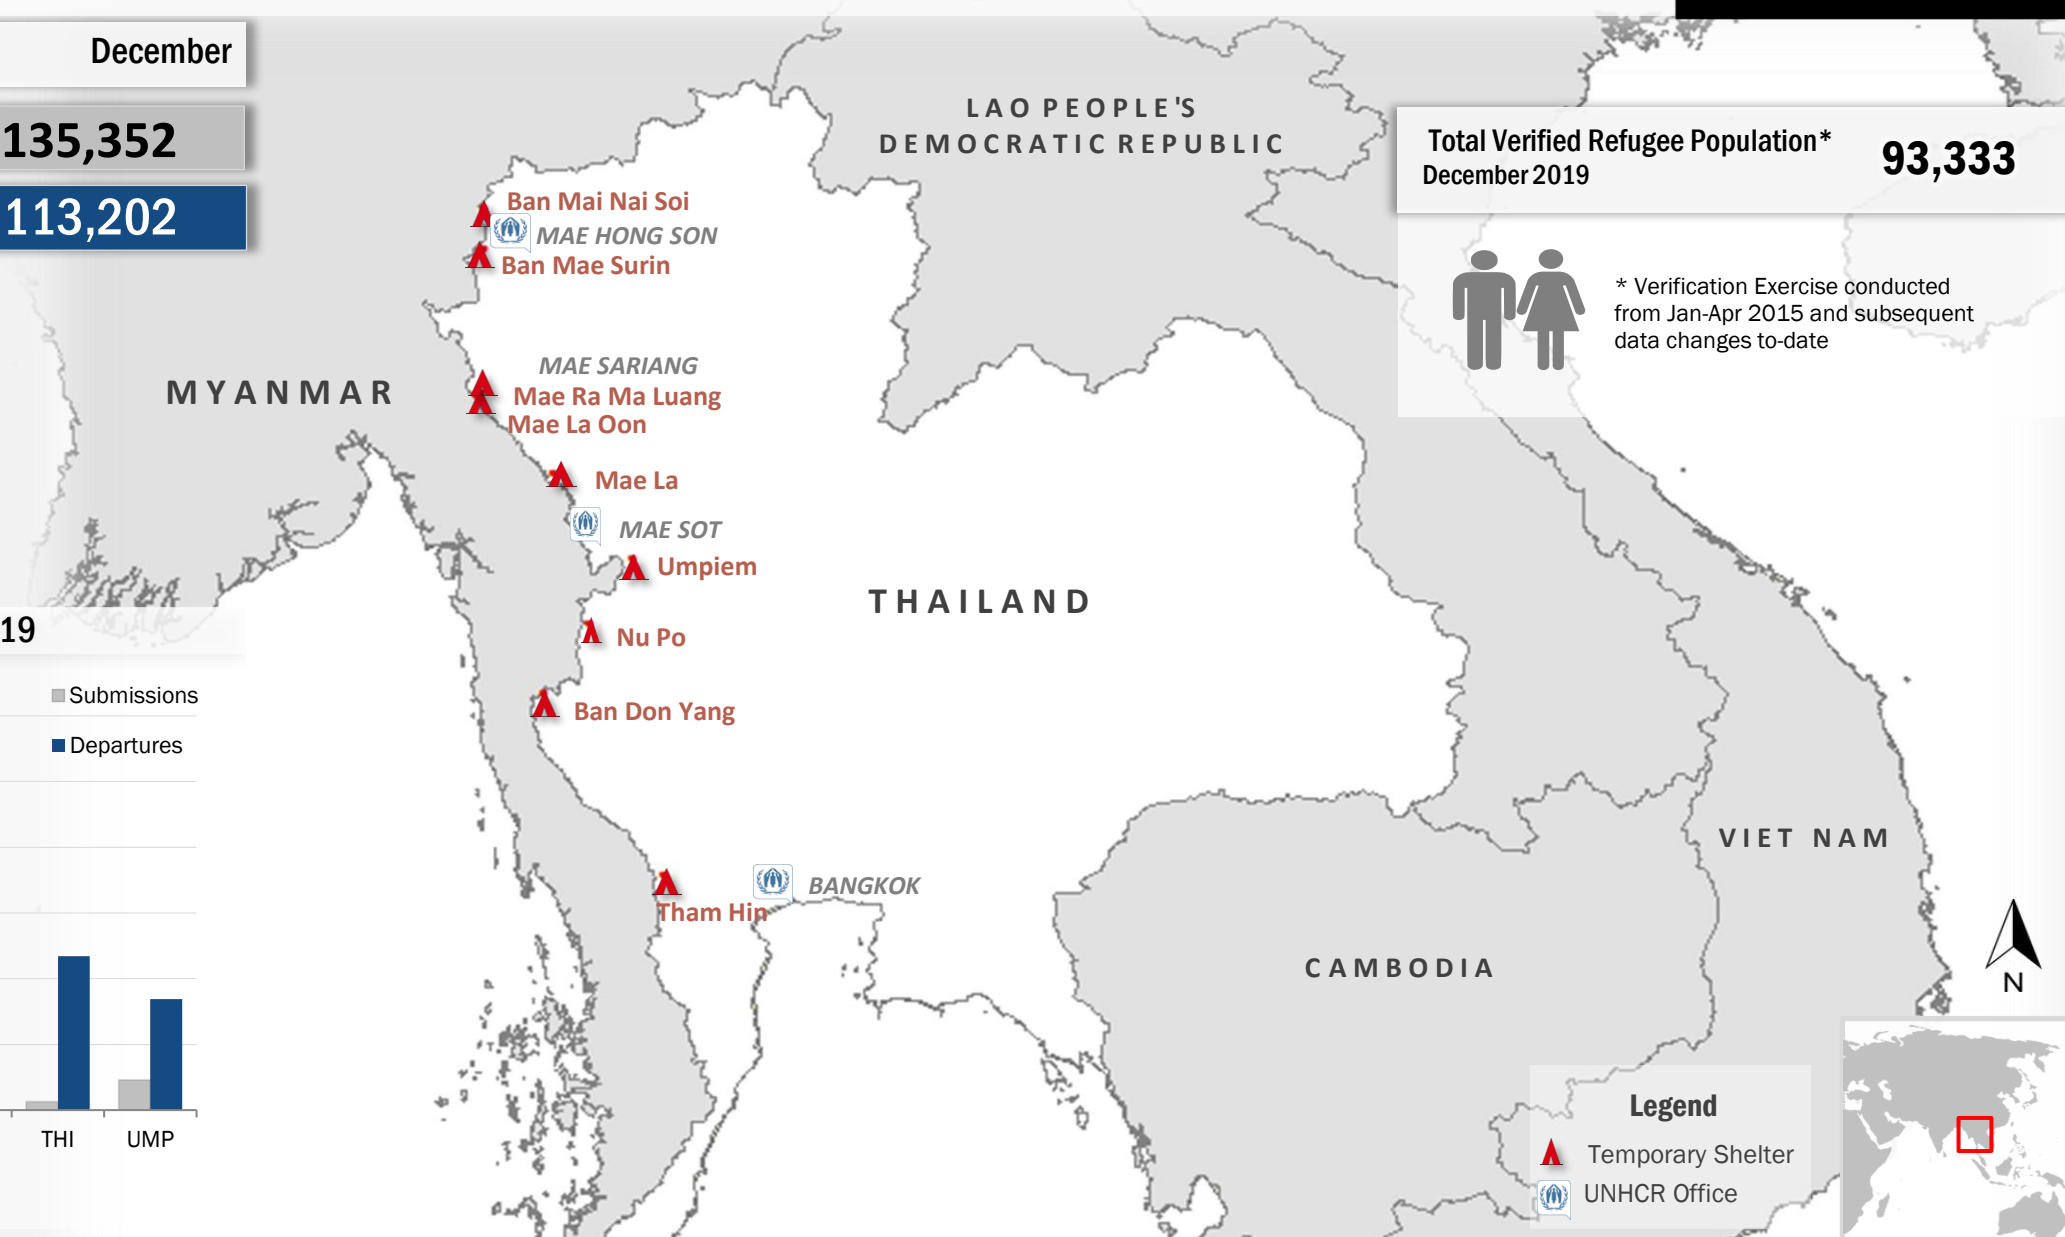 December
135,352
113,202
LAO PEOPLE'S
DEMOCRATIC REPUBLIC
Total Verified Refugee Population*
December 2019
93,333
* Verification Exercise conducted
from Jan-Apr 2015 and subsequent
data changes to-date
Ban Mai Nai Soi
MAE HONG SON
Ban Mae Surin
MYANMAR
MAE SARIANG
Mae Ra Ma Luang
Mae La Oon
Mae La
MAE SOT
Umpiem
THAILAND
Nu Po
Ban Don Yang
19
Submissions
Departures
THI
UMP
VIET NAM
BANGKOK
Tham Hin
CAMBODIA
N
Legend
Temporary Shelter
UNHCR Office